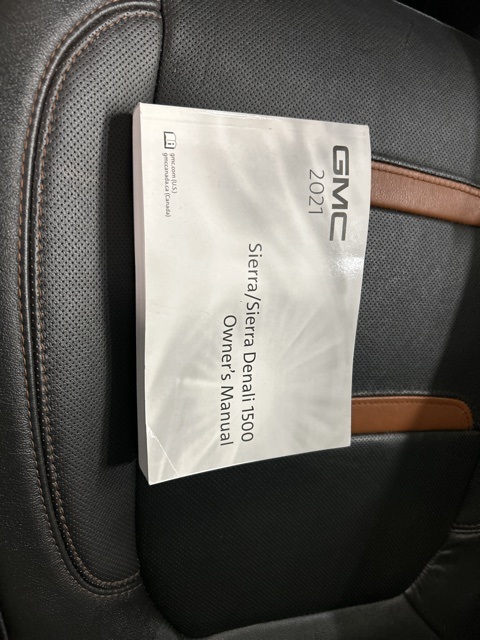 GMC
2021
Sierra/Sierra Denali 1500
Owner's Manual
gmc.com (U.S.)
gmccanada.ca (Canada)